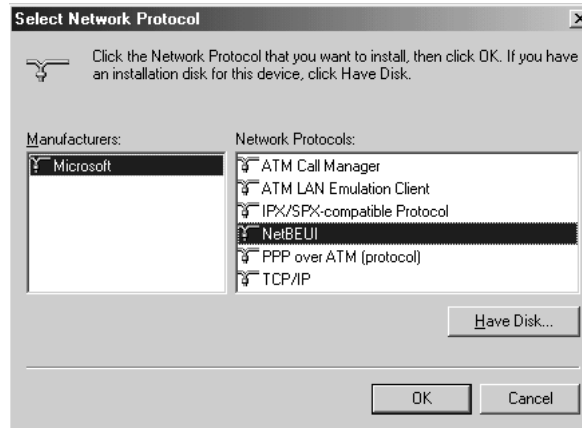 Select Network Protocol
Click the Network Protocol that you want to install, then click OK. If you have
an installation disk for this device, click Have Disk.
Manufacturers:
Microsoft
Network Protocols:
ATM Call Manager
ATM LAN Emulation Client
IPX/SPX-compatible Protocol
NetBEUI
PPP over ATM (protocol)
TCP/IP
Have Disk...
OK
Cancel